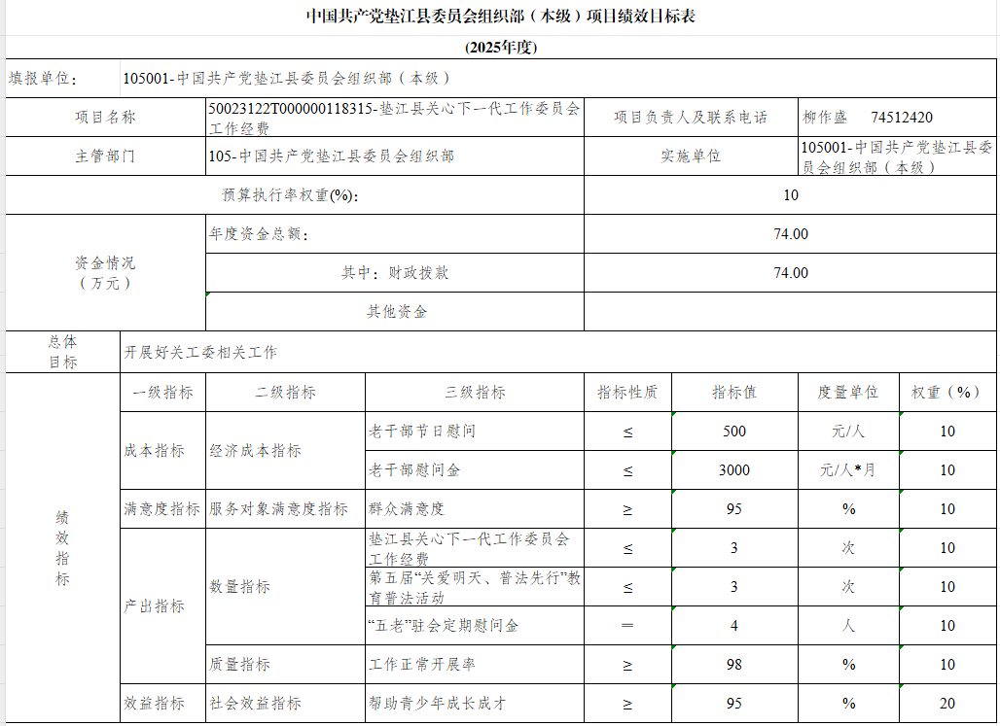 中国共产党垫江县委员会组织部（本级）项目绩效目标表
(2025年度)
填报单位： 105001-中国共产党垫江县委员会组织部（本级）
项目名称 50023122T000000118315-垫江县关心下一代工作委员会
工作经费 项目负责人及联系电话 柳作盛 74512420
主管部门 105-中国共产党垫江县委员会组织部 实施单位 105001-中国共产党垫江县委
员会组织部（本级）
预算执行率权重(%)： 10
资金情况
（万元）
年度资金总额： 74.00
其中：财政拨款 74.00
其他资金
总体
目标
开展好关工委相关工作
绩
效
指
标
一级指标 二级指标 三级指标 指标性质 指标值 度量单位 权重（%）
成本指标 经济成本指标 老干部节日慰问 ≤ 500 元/人 10
老干部慰问金 ≤ 3000 元/人*月 10
满意度指标 服务对象满意度指标 群众满意度 ≥ 95 % 10
产出指标 数量指标 垫江县关心下一代工作委员会
工作经费 ≤ 3 次 10
第五届“关爱明天、普法先行”教
育普法活动 ≤ 3 次 10
“五老”驻会定期慰问金 ＝ 4 人 10
质量指标 工作正常开展率 ≥ 98 % 10
效益指标 社会效益指标 帮助青少年成长成才 ≥ 95 % 20